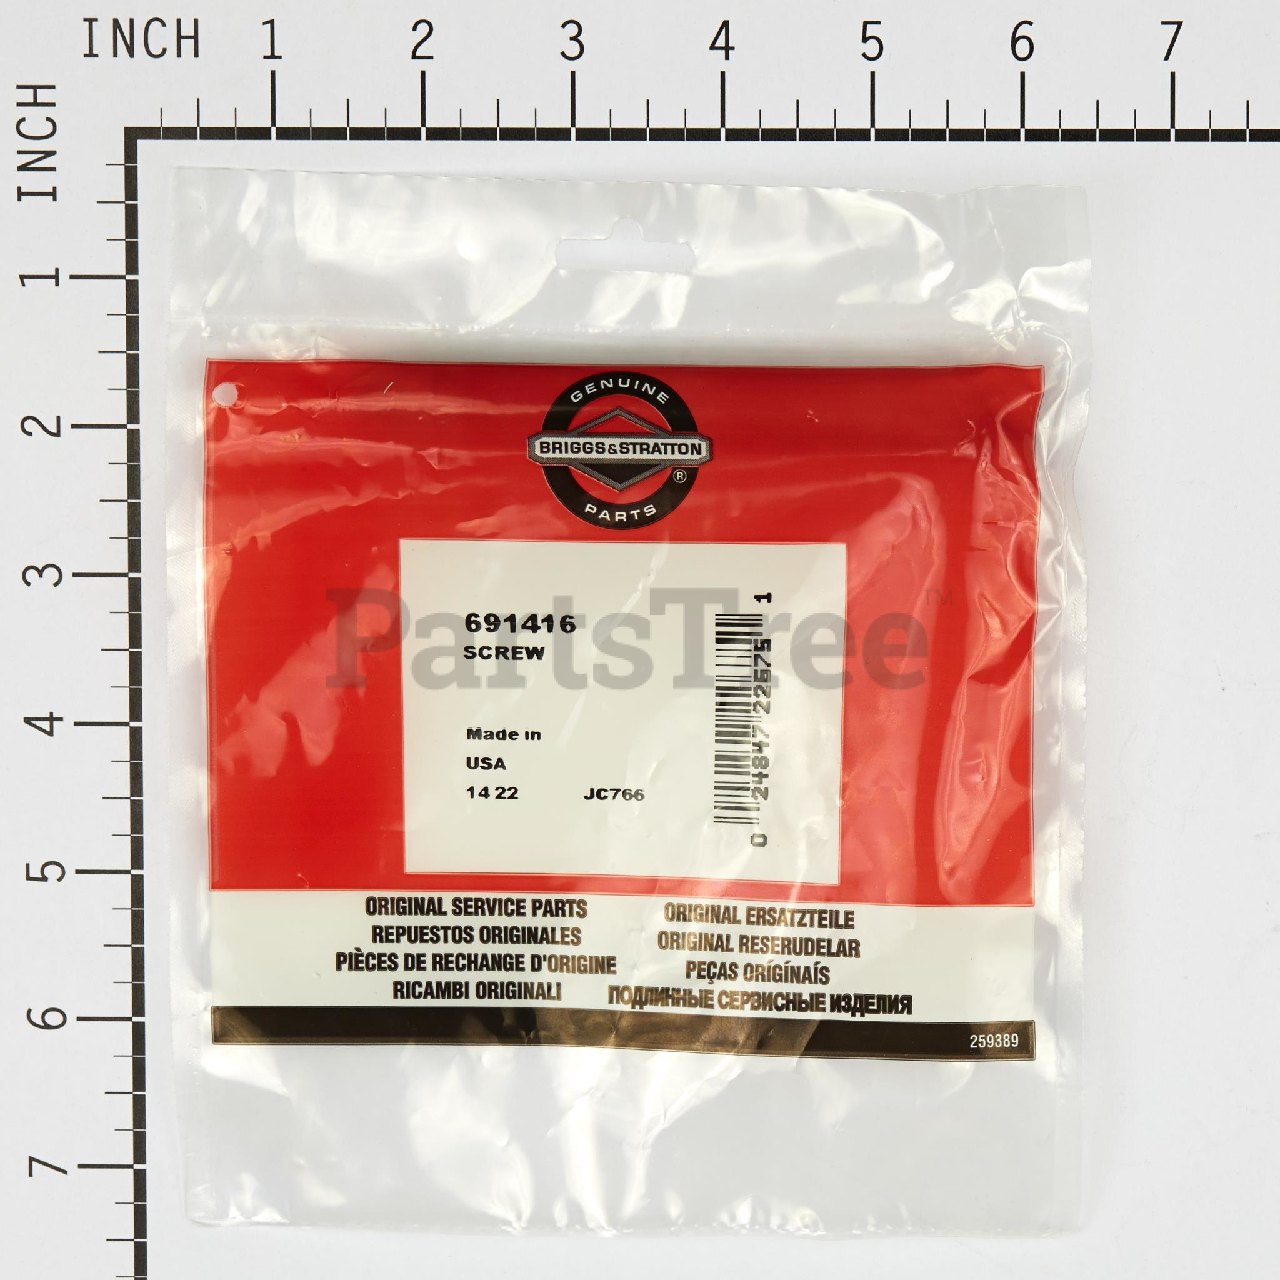 INCH 1 2 3 4 5 6 7
INCH 1 2 3 4 5 6 7
GENUINE
BRIGGS&STRATTON
®
PARTS
PartsTree™
691416
SCREW
Made in
USA
14 22 JC766
0 24847 22575 1
ORIGINAL SERVICE PARTS
REPUESTOS ORIGINALES
PIÈCES DE RECHANGE D'ORIGINE
RICAMBI ORIGINALI
ORIGINAL ERSATZTEILE
ORIGINAL RESERUDELAR
PEÇAS ORÍGÍNAÍS
ПОДЛИННЫЕ СЕРВИСНЫЕ ИЗДЕЛИЯ
259389